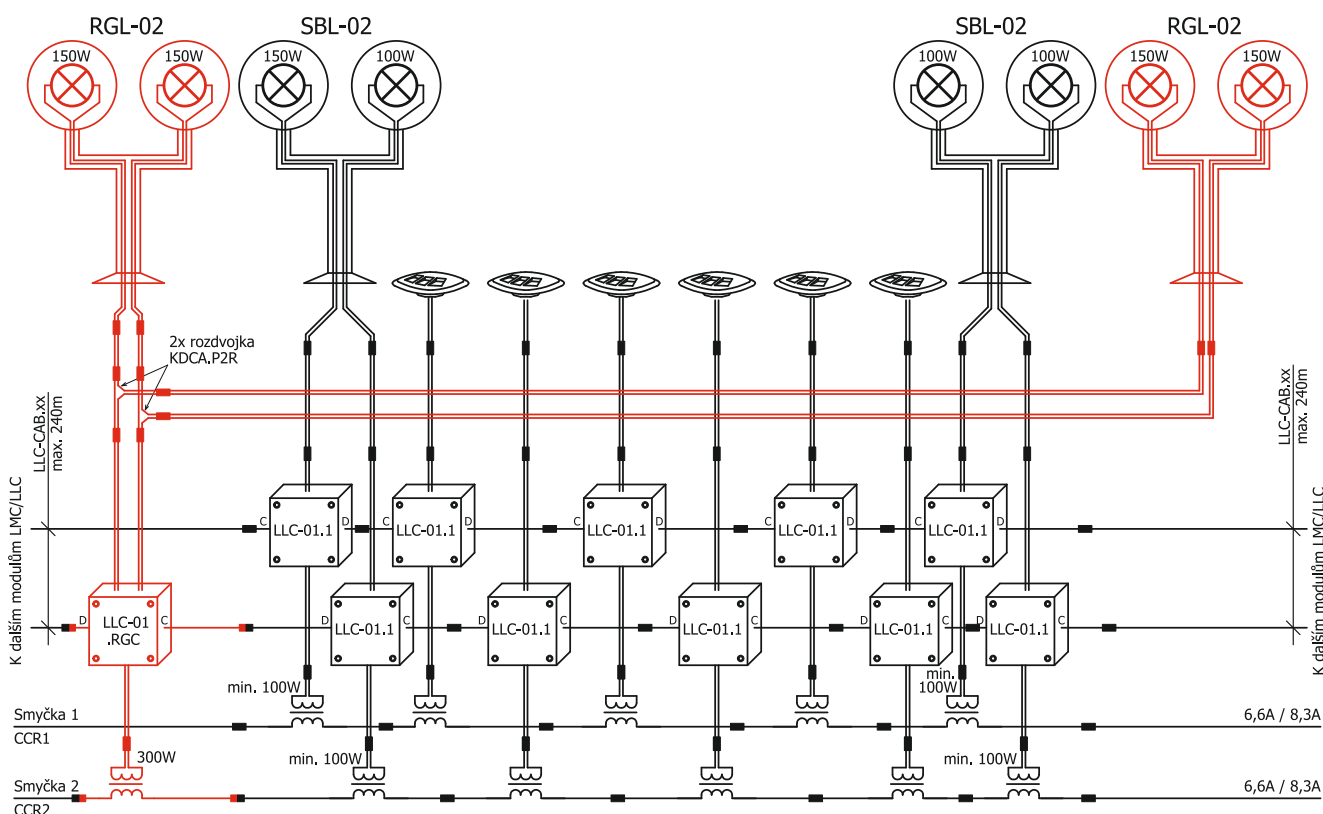 RGL-02
SBL-02
SBL-02
RGL-02
150W
150W
150W
100W
100W
100W
150W
150W
2x rozdvojka
KDCA.P2R
LLC-CAB.xx
max. 240m
LLC-CAB.xx
max. 240m
K dalším modulům LMC/LLC
K dalším modulům LMC/LLC
C LLC-01.1 D
LLC-01.1
C LLC-01.1 D
LLC-01.1
C LLC-01.1 D
D LLC-01 .RGC C
D LLC-01.1 C
D LLC-01.1 C
D LLC-01.1 C
D LLC-01.1 C
D LLC-01.1 C
min. 100W
min.
100W
Smyčka 1
CCR1
6,6A / 8,3A
300W
min. 100W
min. 100W
Smyčka 2
CCR2
6,6A / 8,3A